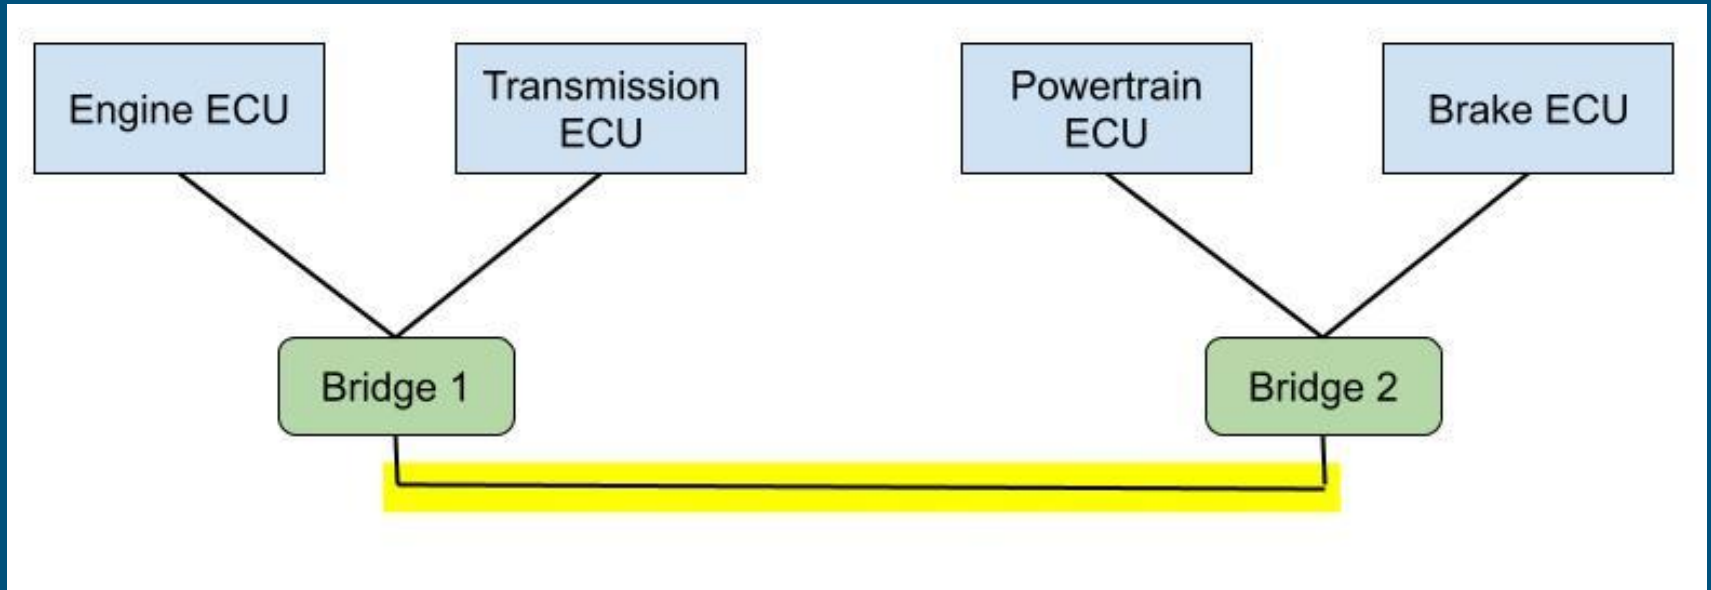 Engine ECU
Transmission
ECU
Powertrain
ECU
Brake ECU
Bridge 1
Bridge 2